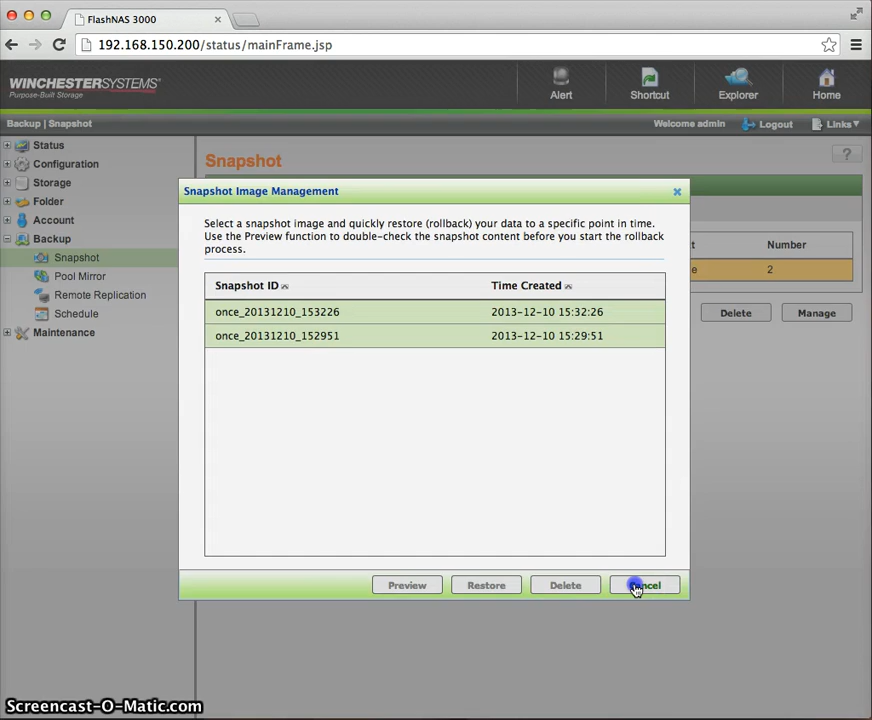 FlashNAS 3000
192.168.150.200/status/mainFrame.jsp
WINCHESTERSYSTEMS®
Purpose-Built Storage
Alert
Shortcut
Explorer
Home
Backup | Snapshot
Welcome admin
Logout
Links▼
Status
Configuration
Storage
Folder
Account
Backup
Snapshot
Pool Mirror
Remote Replication
Schedule
Maintenance
Snapshot
?
Number
2
Delete
Manage
Snapshot Image Management
Select a snapshot image and quickly restore (rollback) your data to a specific point in time.
Use the Preview function to double-check the snapshot content before you start the rollback
process.
Snapshot ID
Time Created
once_20131210_153226
2013-12-10 15:32:26
once_20131210_152951
2013-12-10 15:29:51
Preview
Restore
Delete
Screencast-O-Matic.com